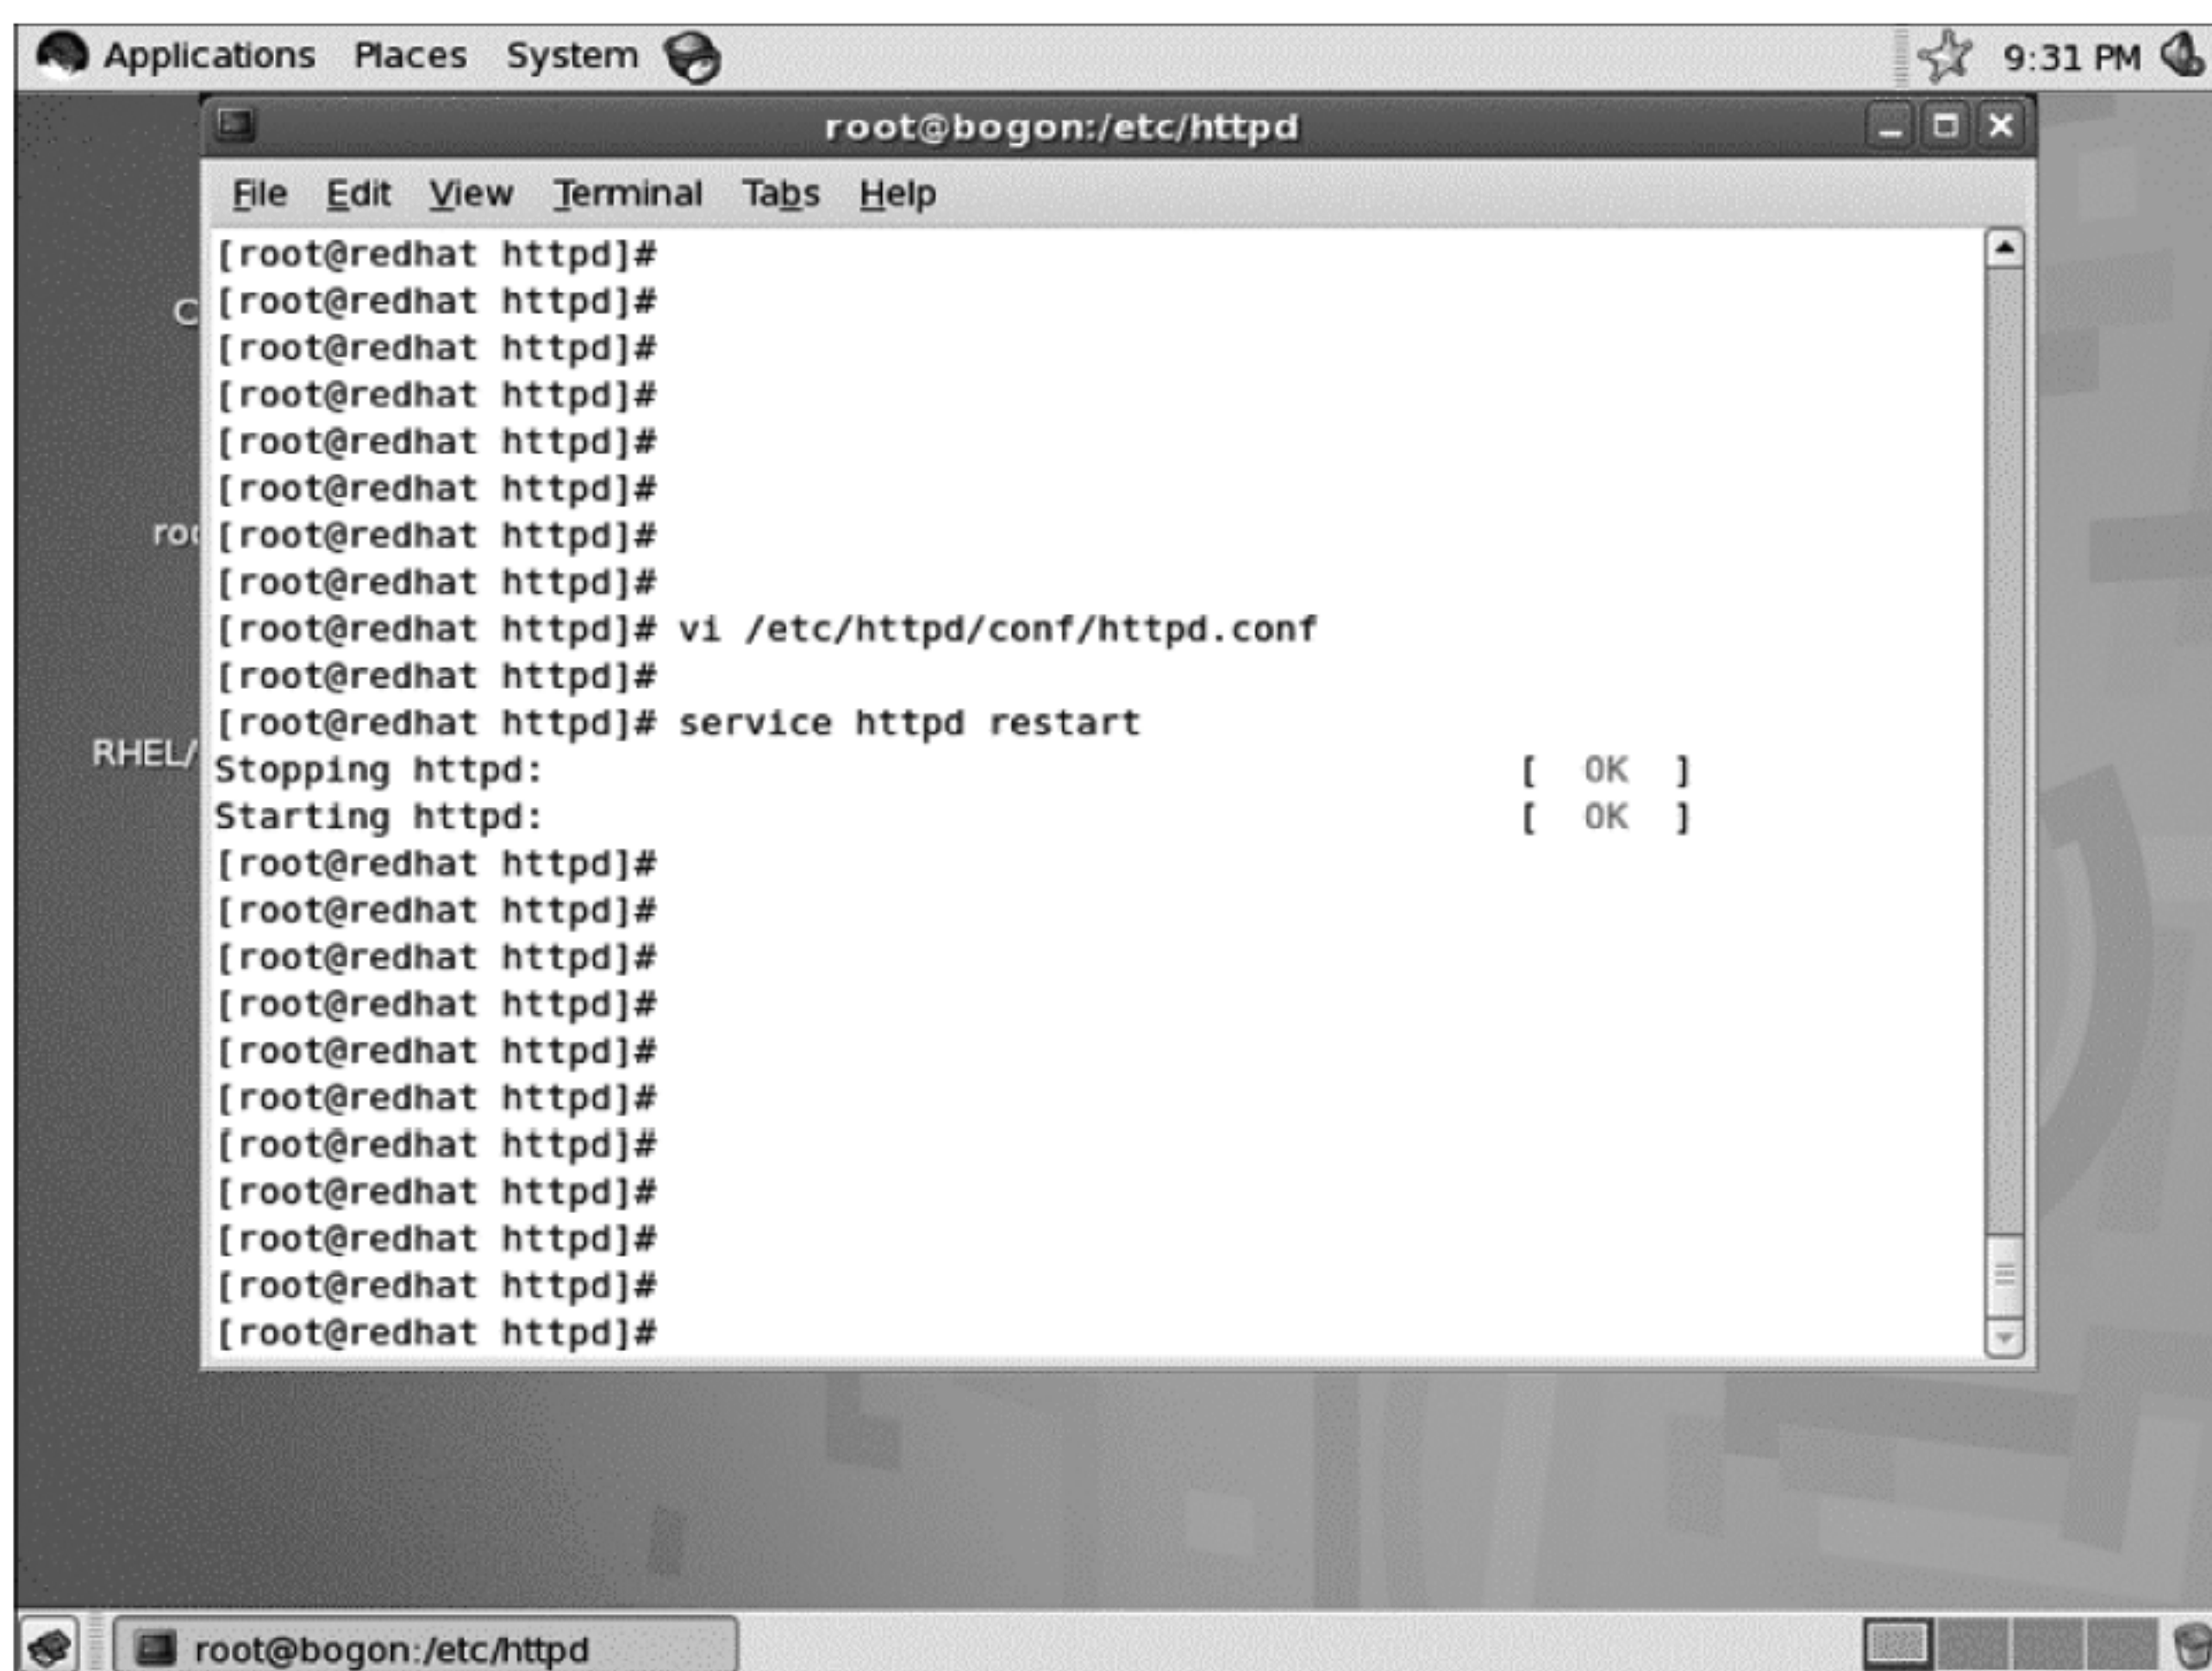 Applications Places System 9:31 PM
root@bogon:/etc/httpd
File Edit View Terminal Tabs Help
[root@redhat httpd]#
[root@redhat httpd]#
[root@redhat httpd]#
[root@redhat httpd]#
[root@redhat httpd]#
[root@redhat httpd]#
[root@redhat httpd]#
[root@redhat httpd]#
[root@redhat httpd]# vi /etc/httpd/conf/httpd.conf
[root@redhat httpd]#
[root@redhat httpd]# service httpd restart
Stopping httpd: [ OK ]
Starting httpd: [ OK ]
[root@redhat httpd]#
[root@redhat httpd]#
[root@redhat httpd]#
[root@redhat httpd]#
[root@redhat httpd]#
[root@redhat httpd]#
[root@redhat httpd]#
[root@redhat httpd]#
[root@redhat httpd]#
[root@redhat httpd]#
[root@redhat httpd]#
RHEL/
root@bogon:/etc/httpd